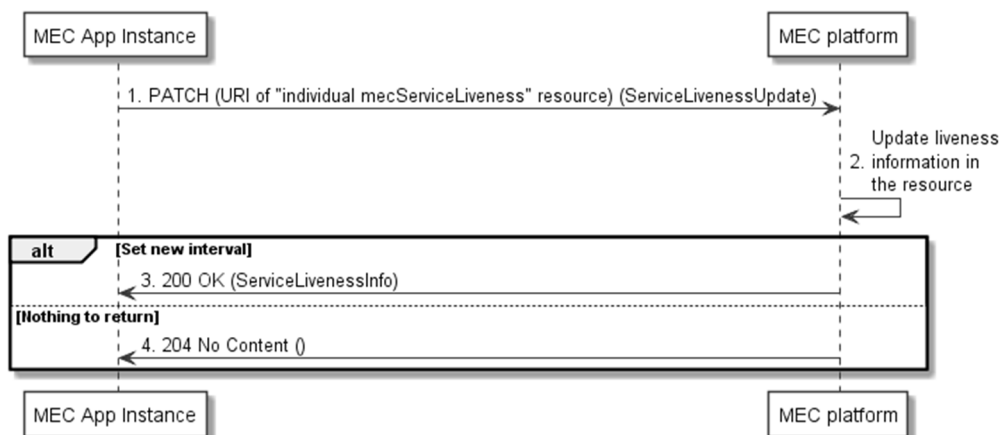 MEC App Instance
MEC platform
1. PATCH (URI of "individual mecServiceLiveness" resource) (ServiceLivenessUpdate)
Update liveness
2. information in
the resource
alt [Set new interval]
3. 200 OK (ServiceLivenessInfo)
[Nothing to return]
4. 204 No Content ()
MEC App Instance
MEC platform